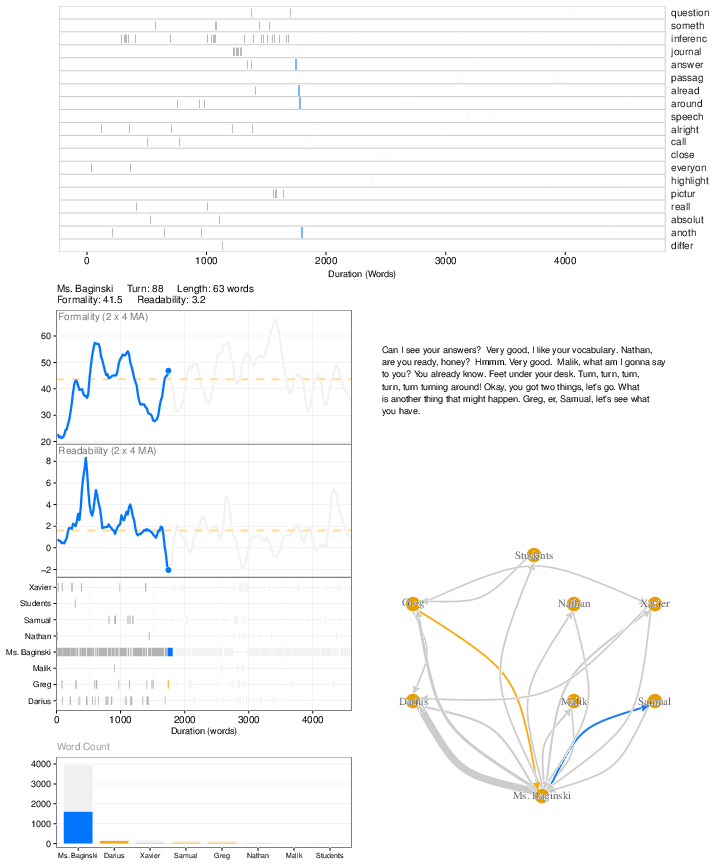 question
someth
inferenc
journal
answer
passag
alread
around
speech
alright
call
close
everyon
highlight
pictur
reall
absolut
anoth
differ
0 1000 2000 3000 4000
Duration (Words)
Ms. Baginski Turn: 88 Length: 63 words
Formality: 41.5 Readability: 3.2
Formality (2 x 4 MA)
60
50
40
30
20
Readability (2 x 4 MA)
8
6
4
2
0
−2
Xavier
Students
Samual
Nathan
Ms. Baginski
Malik
Greg
Darius
0 1000 2000 3000 4000
Duration (words)
Word Count
4000
3000
2000
1000
0
Ms. Baginski Darius Xavier Samual Greg Nathan Malik Students
Can I see your answers? Very good, I like your vocabulary. Nathan,
are you ready, honey? Hmmm. Very good. Malik, what am I gonna say
to you? You already know. Feet under your desk. Turn, turn, turn,
turn, turn turning around! Okay, you got two things, let's go. What
is another thing that might happen. Greg, er, Samual, let's see what
you have.
Students
Greg Nathan Xavier
Darius Malik Samual
Ms. Baginski